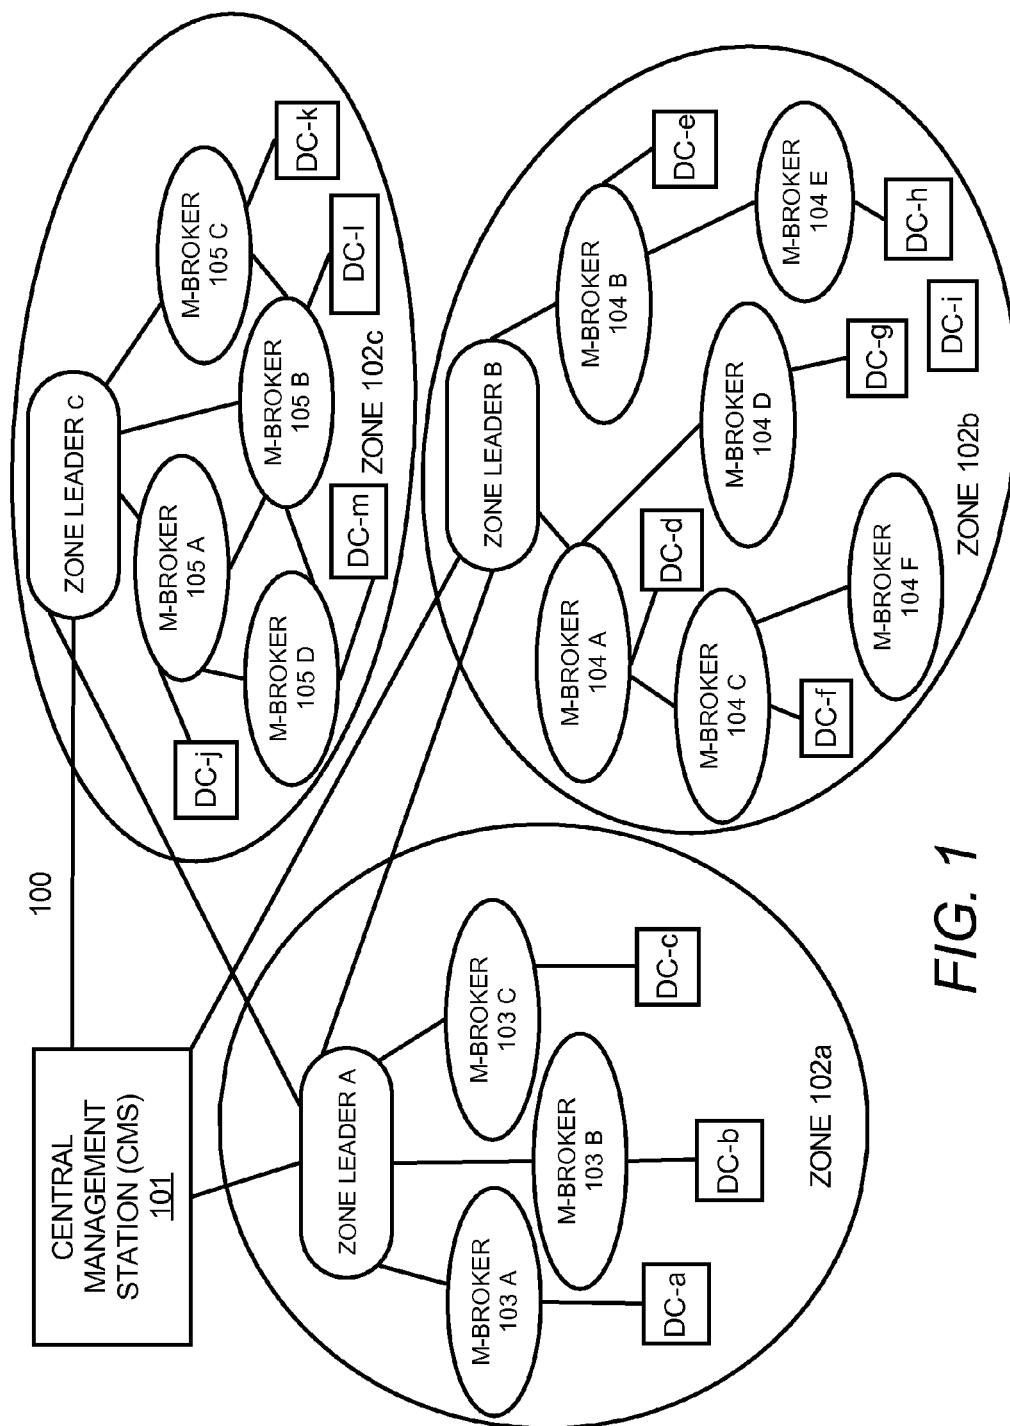 100
CENTRAL
MANAGEMENT
STATION (CMS)
101
ZONE LEADER C
M-BROKER
105 A
M-BROKER
105 B
M-BROKER
105 C
M-BROKER
105 D
DC-j
DC-m
DC-l
DC-k
ZONE 102c
ZONE LEADER A
M-BROKER
103 A
M-BROKER
103 B
M-BROKER
103 C
DC-a
DC-b
DC-c
ZONE 102a
ZONE LEADER B
M-BROKER
104 A
M-BROKER
104 B
M-BROKER
104 C
M-BROKER
104 D
M-BROKER
104 E
M-BROKER
104 F
DC-d
DC-e
DC-f
DC-g
DC-h
DC-i
ZONE 102b
FIG. 1